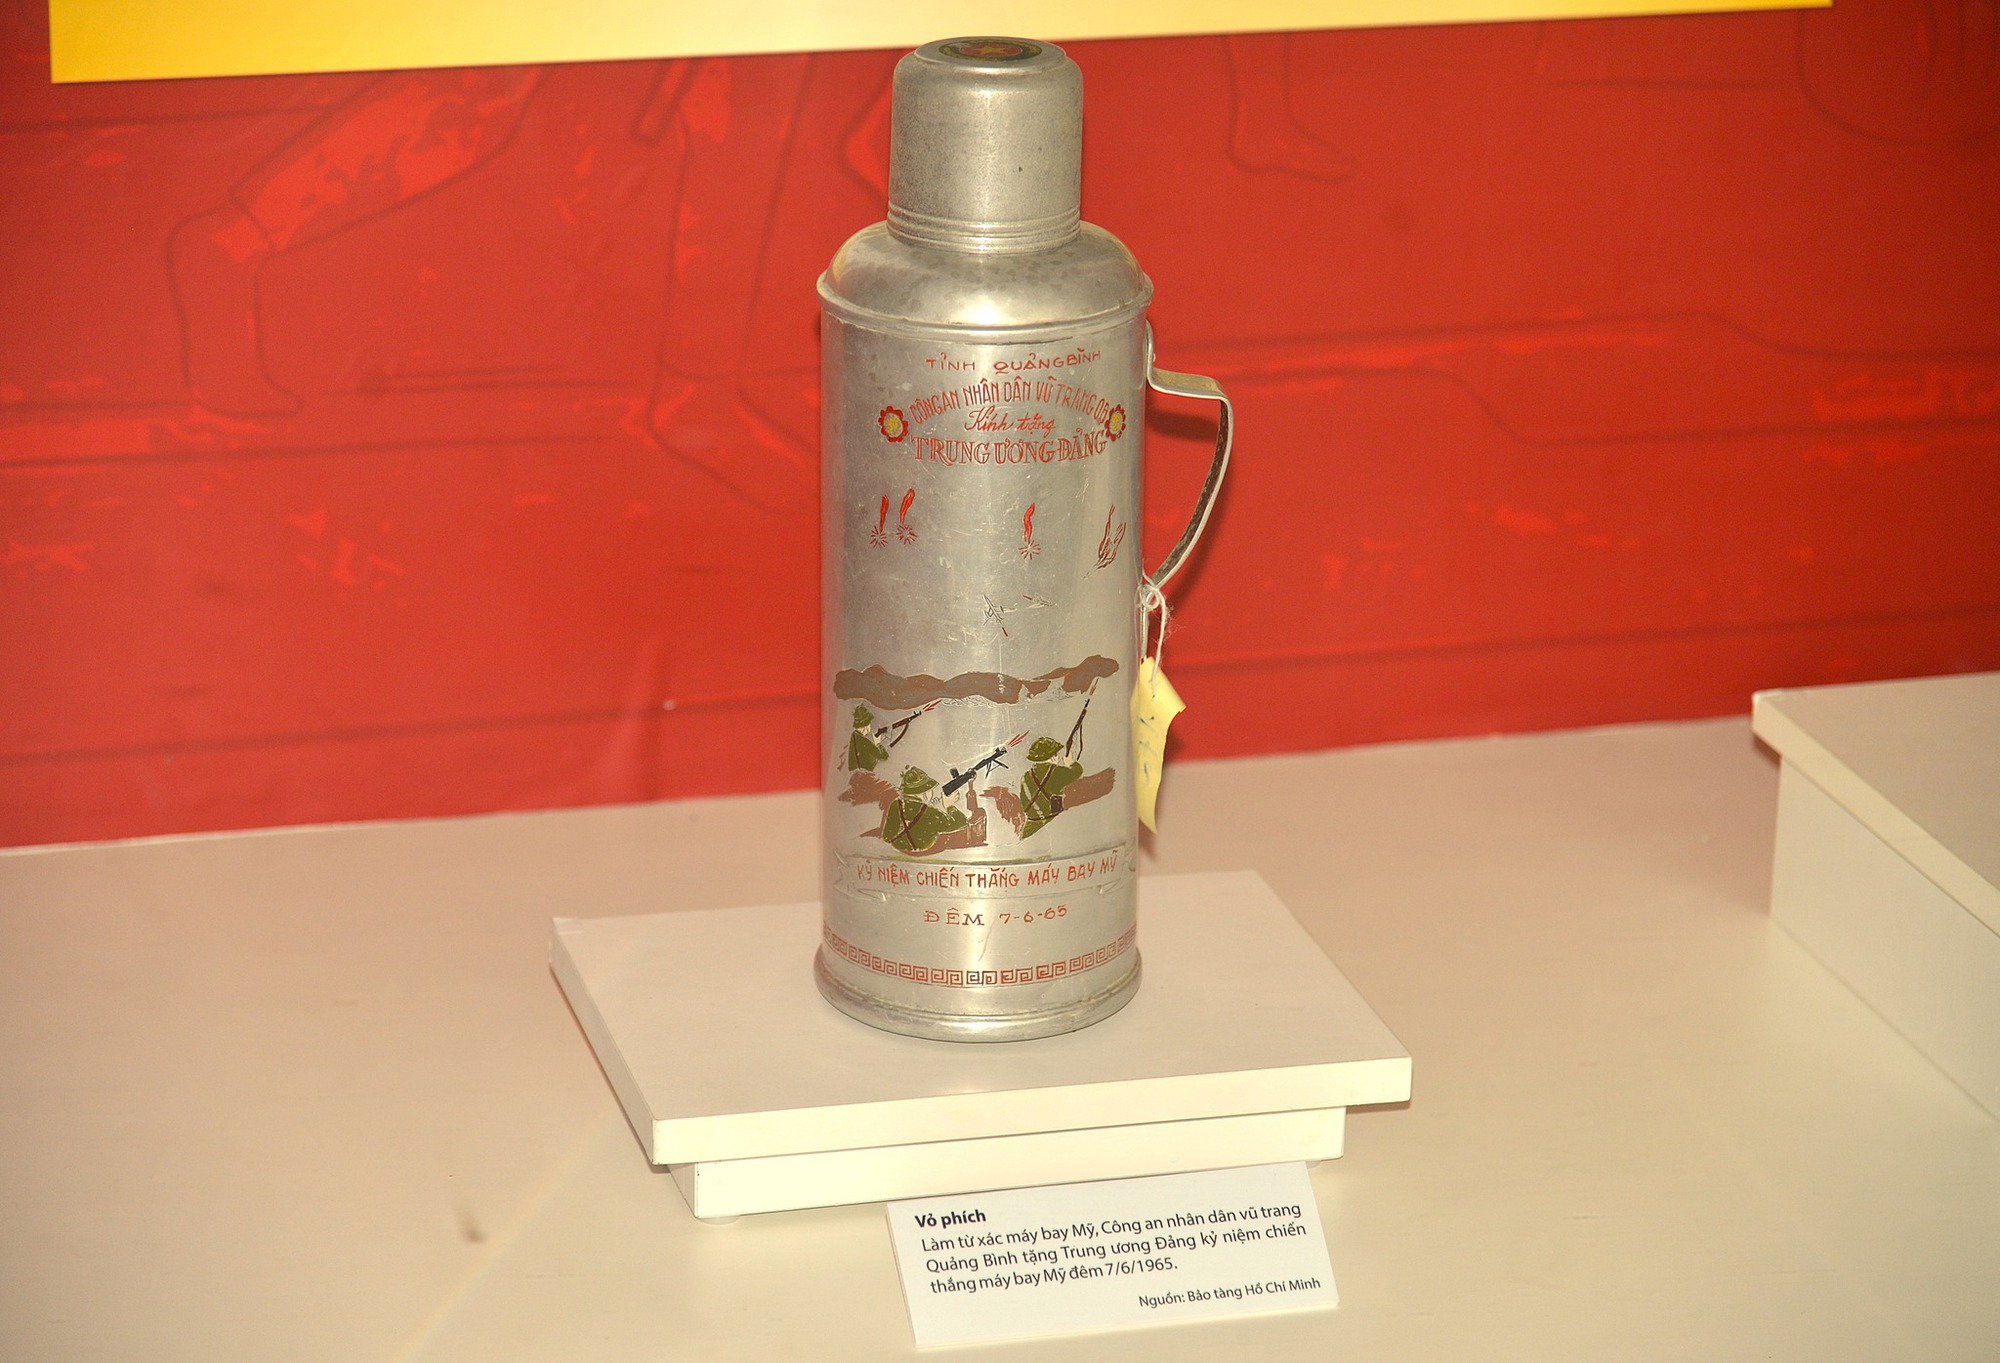 TỈNH QUẢNG BÌNH
CÔNG AN NHÂN DÂN VŨ TRANG QB
Kính tặng
TRUNG ƯƠNG ĐẢNG
KỶ NIỆM CHIẾN THẮNG MÁY BAY MỸ
ĐÊM 7-6-65
Vỏ phích
Làm từ xác máy bay Mỹ, Công an nhân dân vũ trang
Quảng Bình tặng Trung ương Đảng kỷ niệm chiến
thắng máy bay Mỹ đêm 7/6/1965.
Nguồn: Bảo tàng Hồ Chí Minh